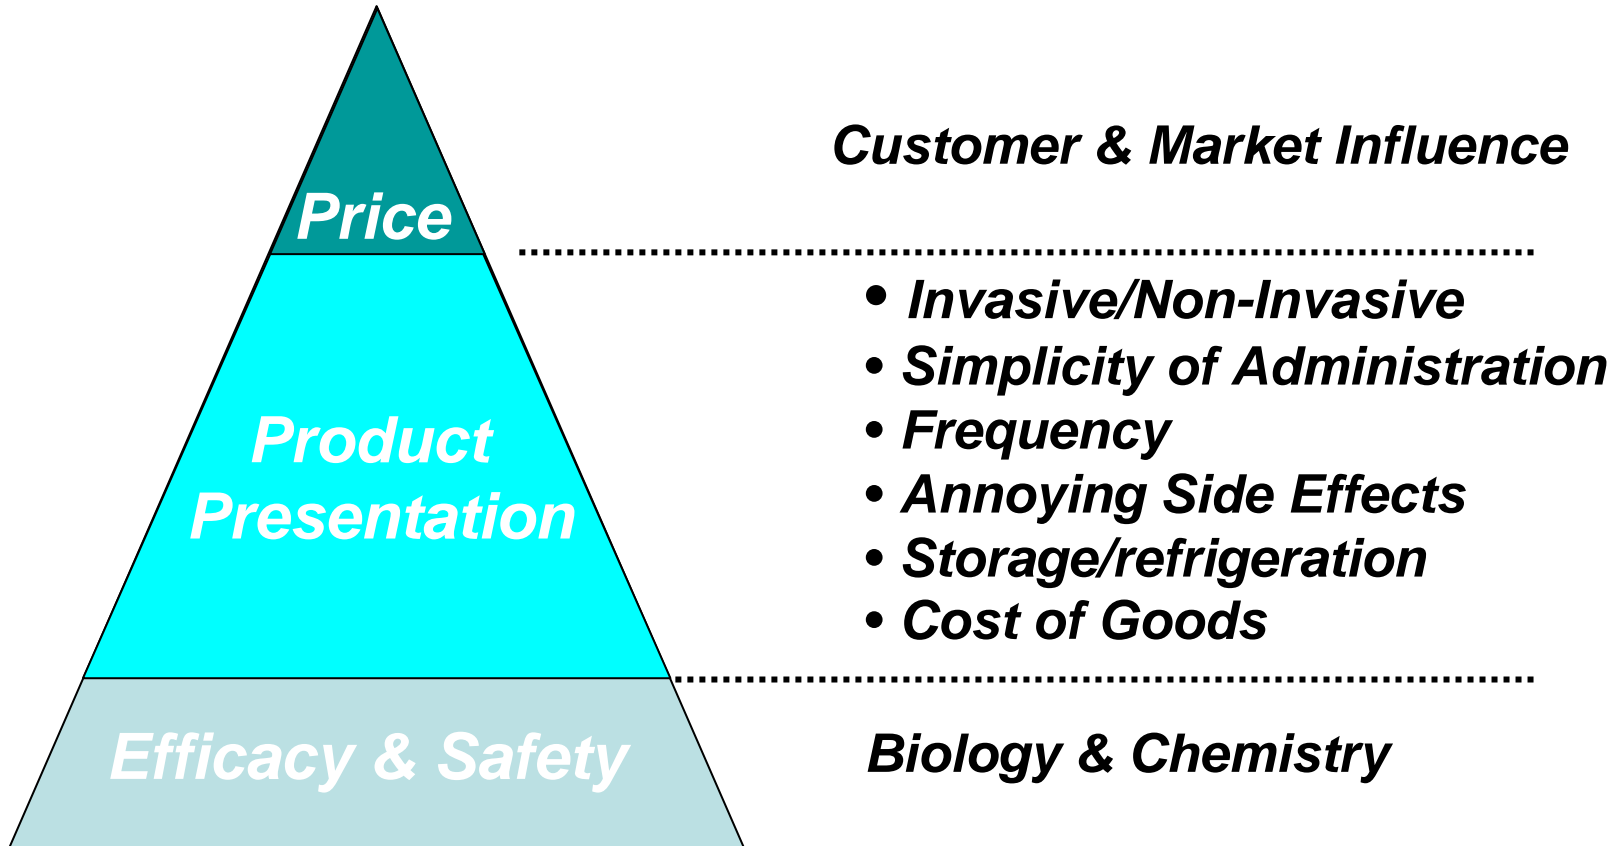 Price
Customer & Market Influence
Product
Presentation
• Invasive/Non-Invasive
• Simplicity of Administration
• Frequency
• Annoying Side Effects
• Storage/refrigeration
• Cost of Goods
Efficacy & Safety
Biology & Chemistry